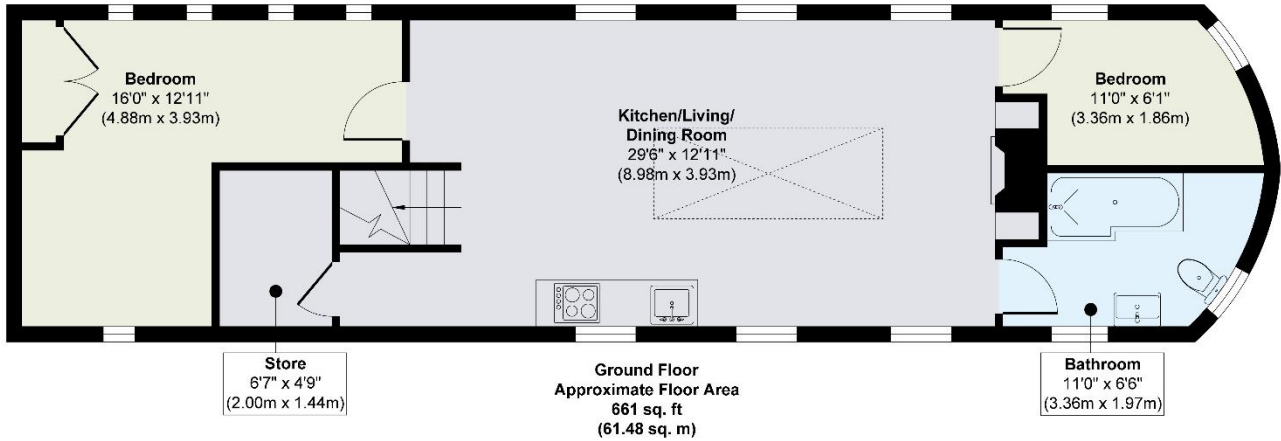 Bedroom
16'0" x 12'11"
(4.88m x 3.93m)
Kitchen/Living/
Dining Room
29'6" x 12'11"
(8.98m x 3.93m)
Bedroom
11'0" x 6'1"
(3.36m x 1.86m)
Store
6'7" x 4'9"
(2.00m x 1.44m)
Ground Floor
Approximate Floor Area
661 sq. ft
(61.48 sq. m)
Bathroom
11'0" x 6'6"
(3.36m x 1.97m)